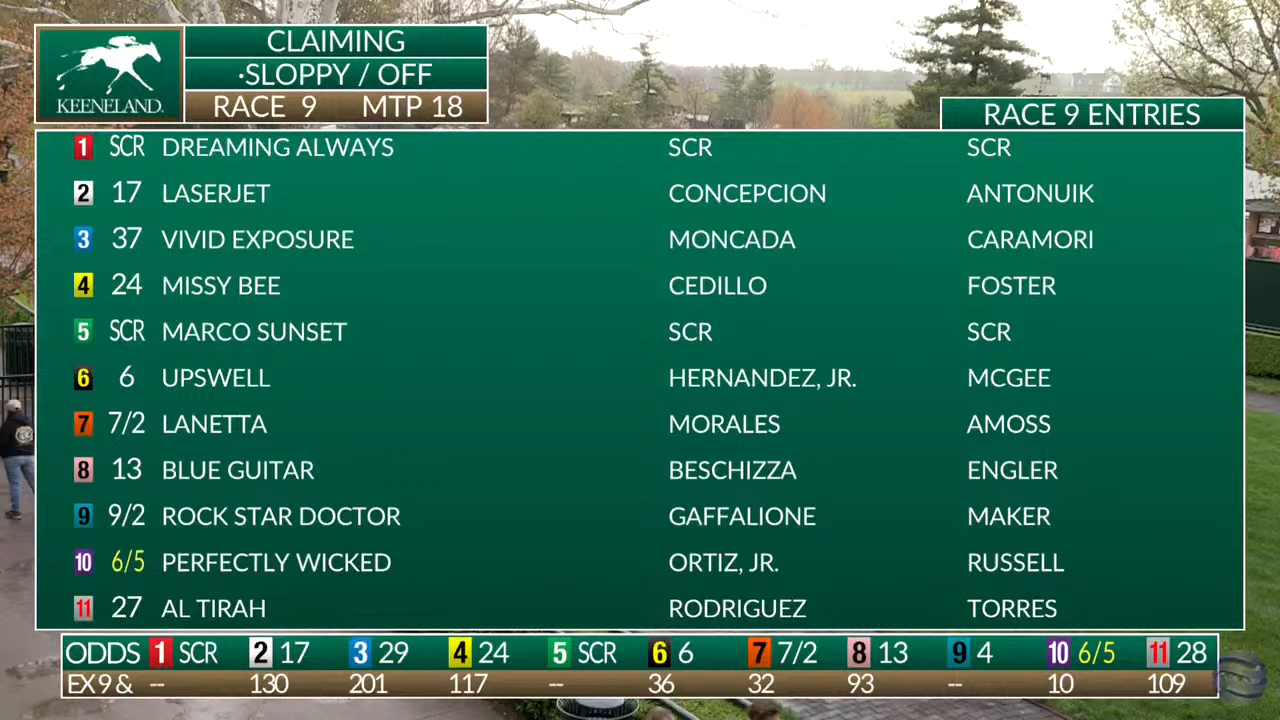 KEENELAND.
CLAIMING
·SLOPPY / OFF
RACE 9 MTP 18
RACE 9 ENTRIES
1 SCR DREAMING ALWAYS SCR SCR
2 17 LASERJET CONCEPCION ANTONUIK
3 37 VIVID EXPOSURE MONCADA CARAMORI
4 24 MISSY BEE CEDILLO FOSTER
5 SCR MARCO SUNSET SCR SCR
6 6 UPSWELL HERNANDEZ, JR. MCGEE
7 7/2 LANETTA MORALES AMOSS
8 13 BLUE GUITAR BESCHIZZA ENGLER
9 9/2 ROCK STAR DOCTOR GAFFALIONE MAKER
10 6/5 PERFECTLY WICKED ORTIZ, JR. RUSSELL
11 27 AL TIRAH RODRIGUEZ TORRES
ODDS 1 SCR 2 17 3 29 4 24 5 SCR 6 6 7 7/2 8 13 9 4 10 6/5 11 28
EX 9 & -- 130 201 117 -- 36 32 93 -- 10 109